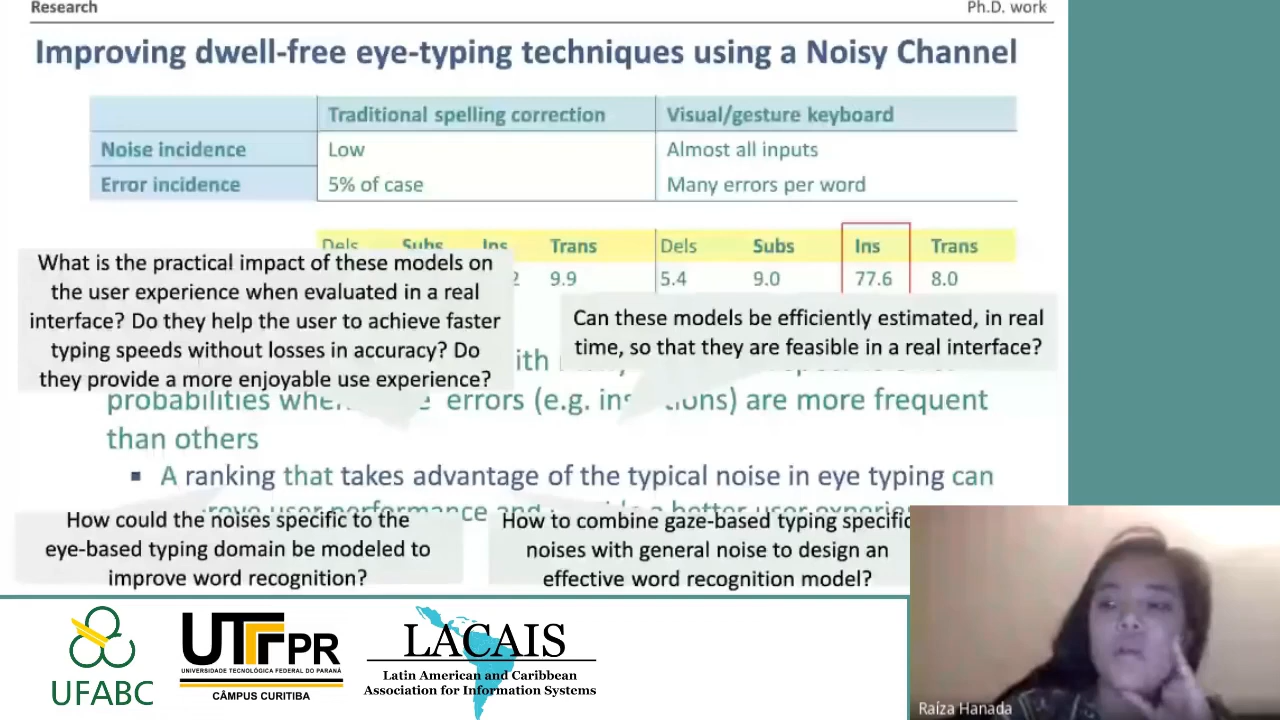 Research
Ph.D. work
Improving dwell-free eye-typing techniques using a Noisy Channel
Traditional spelling correction
Visual/gesture keyboard
Noise incidence
Low
Almost all inputs
Error incidence
5% of case
Many errors per word
Dels Subs Ins Trans Dels Subs Ins Trans
2 9.9 5.4 9.0 77.6 8.0
What is the practical impact of these models on
the user experience when evaluated in a real
interface? Do they help the user to achieve faster
typing speeds without losses in accuracy? Do
they provide a more enjoyable use experience?
Can these models be efficiently estimated, in real
time, so that they are feasible in a real interface?
probabilities errors (e.g. are more frequent
than others
▪ A ranking that takes advantage of the typical noise in eye typing can
How could the noises specific to the
eye-based typing domain be modeled to
improve word recognition?
How to combine gaze-based typing specific
noises with general noise to design an
effective word recognition model?
UFABC
UTFPR
UNIVERSIDADE TECNOLÓGICA FEDERAL DO PARANÁ
CÂMPUS CURITIBA
LACAIS
Latin American and Caribbean
Association for Information Systems
Raíza Hanada